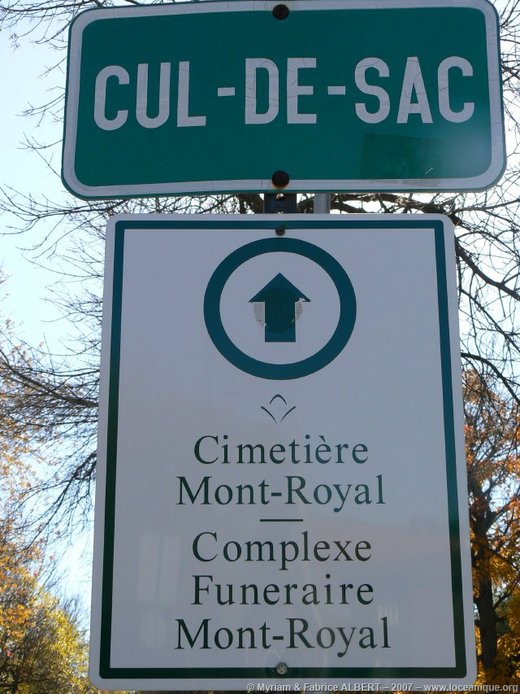 CUL-DE-SAC
Cimetière
Mont-Royal
Complexe
Funeraire
Mont-Royal
© Myriam & Fabrice ALBERT – 2007 – www.loceanique.org